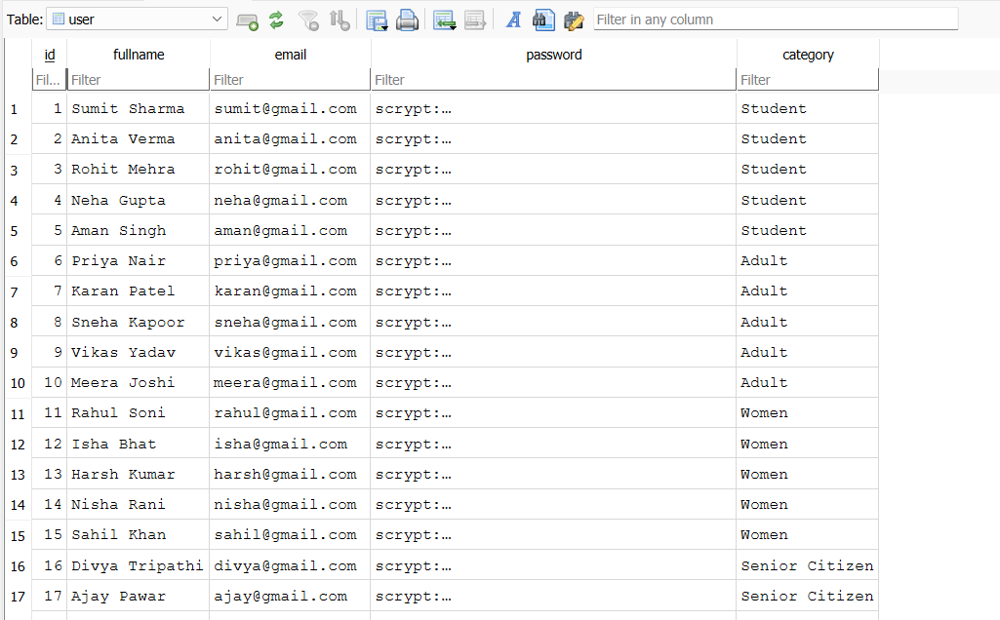 Table: user Filter in any column
id fullname email password category
Fil... Filter Filter Filter Filter
1 1 Sumit Sharma sumit@gmail.com scrypt:… Student
2 2 Anita Verma anita@gmail.com scrypt:… Student
3 3 Rohit Mehra rohit@gmail.com scrypt:… Student
4 4 Neha Gupta neha@gmail.com scrypt:… Student
5 5 Aman Singh aman@gmail.com scrypt:… Student
6 6 Priya Nair priya@gmail.com scrypt:… Adult
7 7 Karan Patel karan@gmail.com scrypt:… Adult
8 8 Sneha Kapoor sneha@gmail.com scrypt:… Adult
9 9 Vikas Yadav vikas@gmail.com scrypt:… Adult
10 10 Meera Joshi meera@gmail.com scrypt:… Adult
11 11 Rahul Soni rahul@gmail.com scrypt:… Women
12 12 Isha Bhat isha@gmail.com scrypt:… Women
13 13 Harsh Kumar harsh@gmail.com scrypt:… Women
14 14 Nisha Rani nisha@gmail.com scrypt:… Women
15 15 Sahil Khan sahil@gmail.com scrypt:… Women
16 16 Divya Tripathi divya@gmail.com scrypt:… Senior Citizen
17 17 Ajay Pawar ajay@gmail.com scrypt:… Senior Citizen